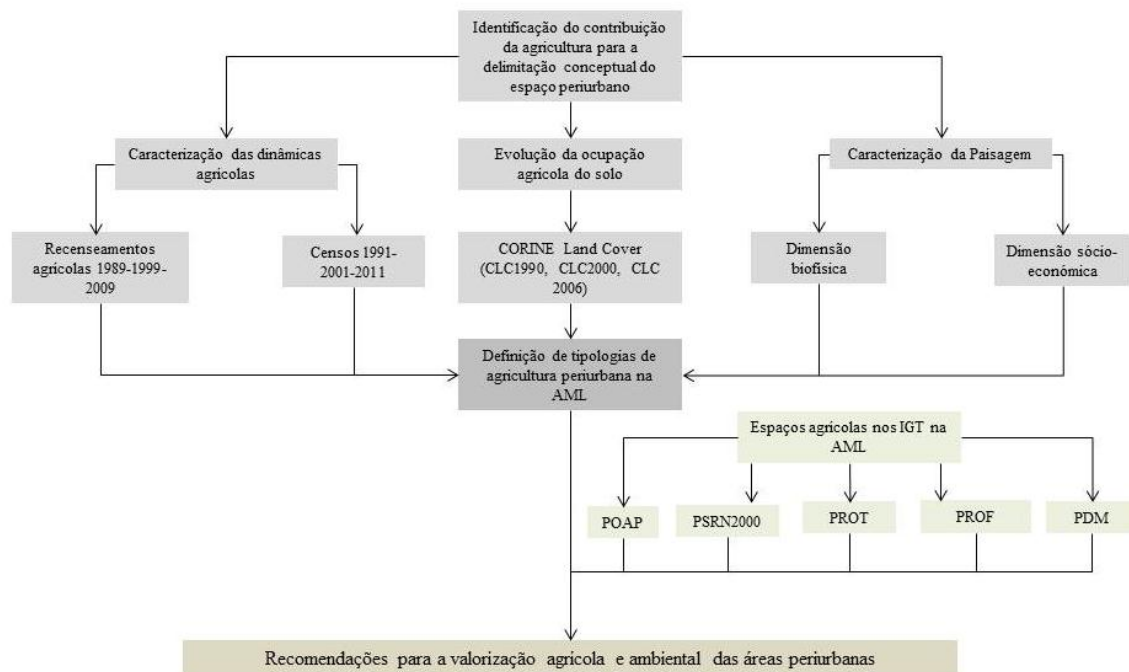 Identificação do contribuição
da agricultura para a
delimitação conceptual do
espaço periurbano
Caracterização das dinâmicas
agrícolas
Evolução da ocupação
agrícola do solo
Caracterização da Paisagem
Recenseamentos
agrícolas 1989-1999-
2009
Censos 1991-
2001-2011
CORINE Land Cover
(CLC1990, CLC2000, CLC
2006)
Dimensão
biofísica
Dimensão sócio-
económica
Definição de tipologias de
agricultura periurbana na
AML
Espaços agrícolas nos IGT na
AML
POAP
PSRN2000
PROT
PROF
PDM
Recomendações para a valorização agrícola e ambiental das áreas periurbanas